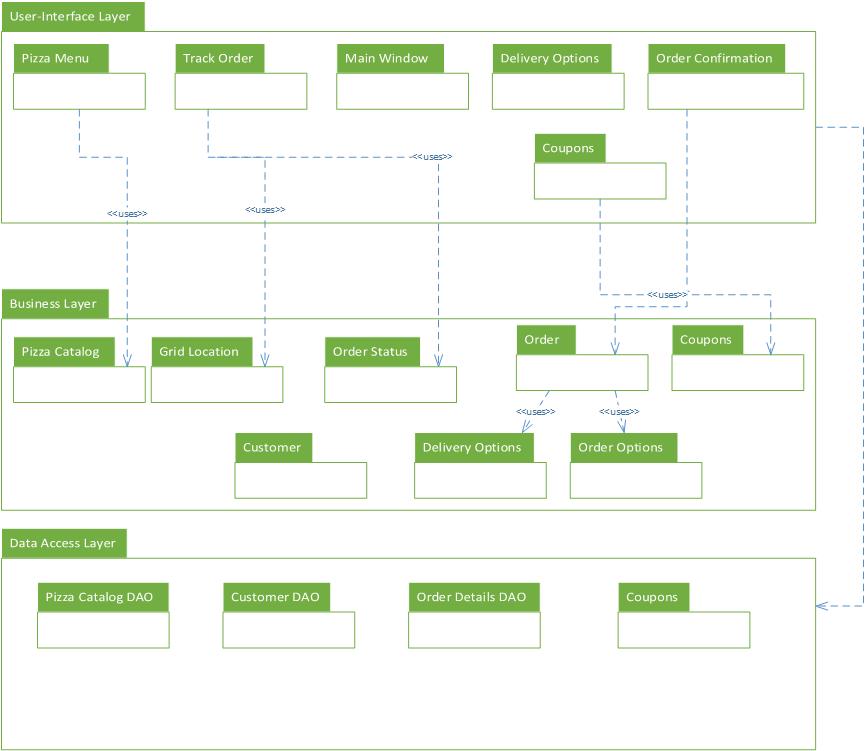 User-Interface Layer
Pizza Menu
Track Order
Main Window
Delivery Options
Order Confirmation
Coupons
<<uses>>
<<uses>>
<<uses>>
<<uses>>
Business Layer
Pizza Catalog
Grid Location
Order Status
Order
Coupons
<<uses>>
<<uses>>
Customer
Delivery Options
Order Options
Data Access Layer
Pizza Catalog DAO
Customer DAO
Order Details DAO
Coupons